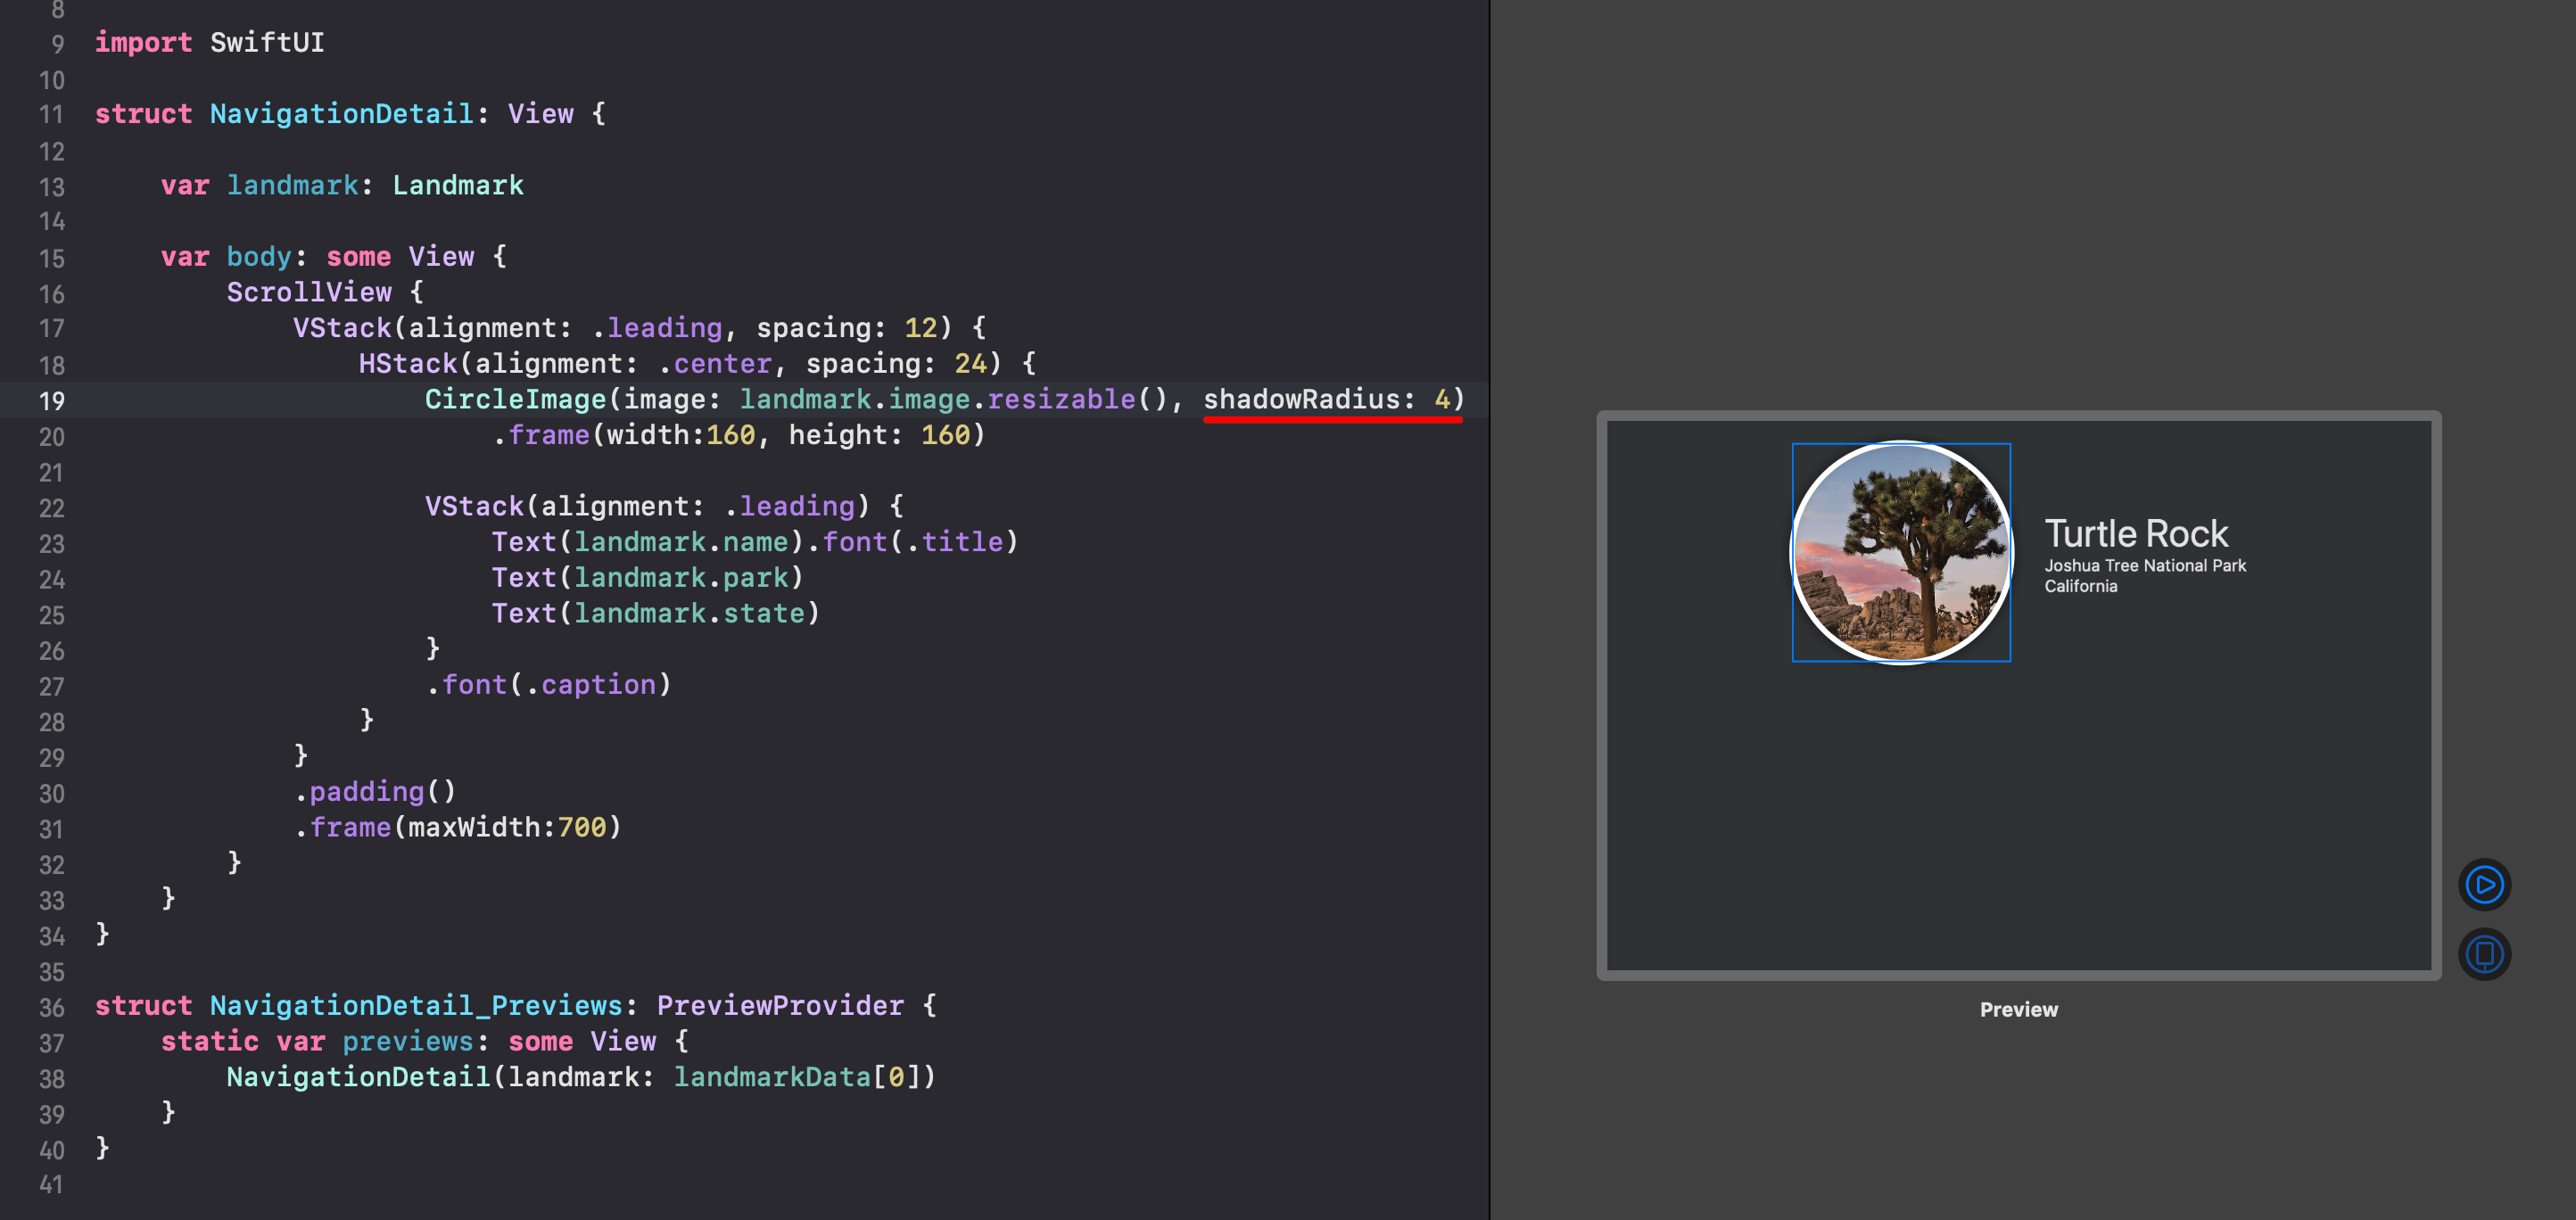 8
9 import SwiftUI
10
11 struct NavigationDetail: View {
12
13     var landmark: Landmark
14
15     var body: some View {
16         ScrollView {
17             VStack(alignment: .leading, spacing: 12) {
18                 HStack(alignment: .center, spacing: 24) {
19                     CircleImage(image: landmark.image.resizable(), shadowRadius: 4)
20                         .frame(width:160, height: 160)
21
22                     VStack(alignment: .leading) {
23                         Text(landmark.name).font(.title)
24                         Text(landmark.park)
25                         Text(landmark.state)
26                     }
27                     .font(.caption)
28                 }
29             }
30             .padding()
31             .frame(maxWidth:700)
32         }
33     }
34 }
35
36 struct NavigationDetail_Previews: PreviewProvider {
37     static var previews: some View {
38         NavigationDetail(landmark: landmarkData[0])
39     }
40 }
41
Turtle Rock
Joshua Tree National Park
California
Preview